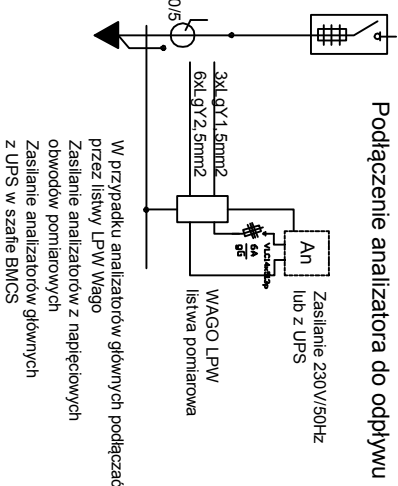 Podłączenie analizatora do odpływu
An
Zasilanie 230V/50Hz
lub z UPS
6A
gG
0/5
3xLgY1,5mm2
6xLgY2,5mm2
WAGO LPW
listwa pomiarowa
W przypadku analizatorów głównych podłączać
przez listwy LPW Wago
Zasilanie analizatorów z napięciowych
obwodów pomiarowych
Zasilanie analizatorów głównych
z UPS w szafie BMCS